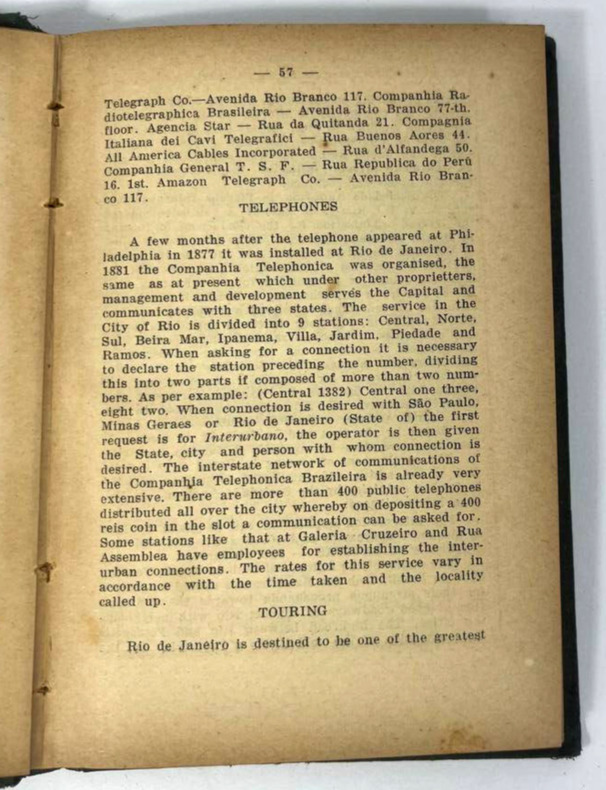 — 57 —
Telegraph Co.—Avenida Rio Branco 117. Companhia Ra-
diotelegraphica Brasileira — Avenida Rio Branco 77-th.
floor. Agencia Star — Rua da Quitanda 21. Compagnia
Italiana dei Cavi Telegrafici — Rua Buenos Aores 44.
All America Cables Incorporated — Rua d'Alfandega 50.
Companhia General T. S. F. — Rua Republica do Perú
16. 1st. Amazon Telegraph Co. — Avenida Rio Bran-
co 117.
TELEPHONES
A few months after the telephone appeared at Phi-
ladelphia in 1877 it was installed at Rio de Janeiro. In
1881 the Companhia Telephonica was organised, the
same as at present which under other proprietters,
management and development serves the Capital and
communicates with three states. The service in the
City of Rio is divided into 9 stations: Central, Norte,
Sul, Beira Mar, Ipanema, Villa, Jardim, Piedade and
Ramos. When asking for a connection it is necessary
to declare the station preceding the number, dividing
this into two parts if composed of more than two num-
bers. As per example: (Central 1382) Central one three,
eight two. When connection is desired with São Paulo,
Minas Geraes or Rio de Janeiro (State of) the first
request is for Interurbano, the operator is then given
the State, city and person with whom connection is
desired. The interstate network of communications of
the Companhia Telephonica Brazileira is already very
extensive. There are more than 400 public telephones
distributed all over the city whereby on depositing a 400
reis coin in the slot a communication can be asked for.
Some stations like that at Galeria Cruzeiro and Rua
Assemblea have employees for establishing the inter-
urban connections. The rates for this service vary in
accordance with the time taken and the locality
called up.
TOURING
Rio de Janeiro is destined to be one of the greatest